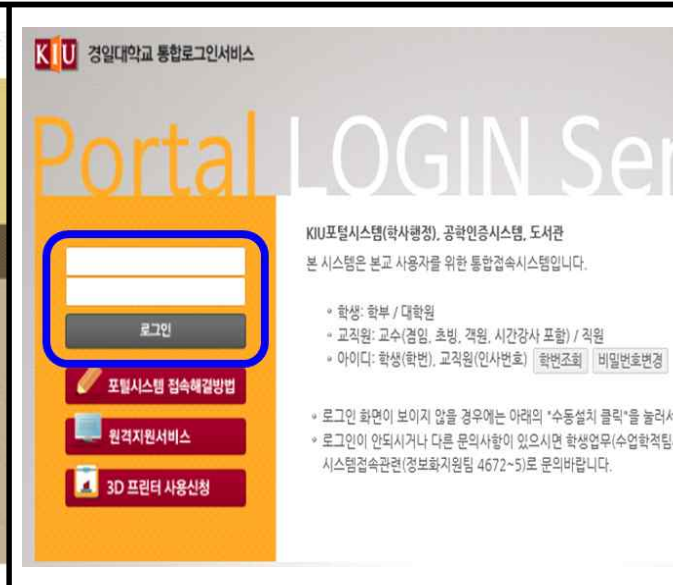 KIU 경일대학교 통합로그인서비스
Portal LOGIN Ser
로그인
포털시스템 접속해결방법
원격지원서비스
3D 프린터 사용신청
KIU포털시스템(학사행정), 공학인증시스템, 도서관
본 시스템은 본교 사용자를 위한 통합접속시스템입니다.
학생: 학부 / 대학원
교직원: 교수(겸임, 초빙, 객원, 시간강사 포함) / 직원
아이디: 학생(학번), 교직원(인사번호) 학번조회 비밀번호변경
로그인 화면이 보이지 않을 경우에는 아래의 "수동설치 클릭"을 눌러서
로그인이 안되시거나 다른 문의사항이 있으시면 학생업무(수업학적팀
시스템접속관련(정보화지원팀 4672~5)로 문의바랍니다.